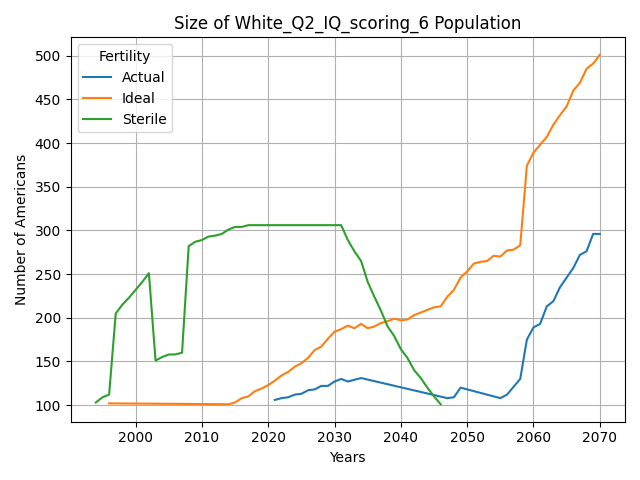 Size of White_Q2_IQ_scoring_6 Population
Fertility
Actual
Ideal
Sterile
Number of Americans
500
450
400
350
300
250
200
150
100
2000
2010
2020
2030
2040
2050
2060
2070
Years